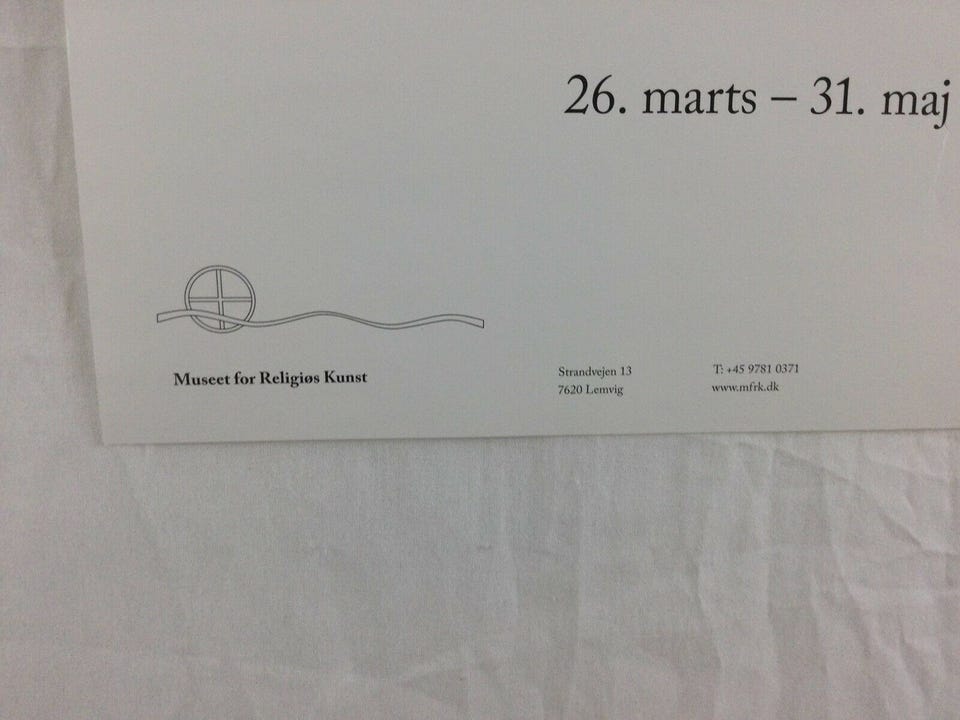 26. marts – 31. maj
Museet for Religiøs Kunst
Strandvejen 13
7620 Lemvig
T: +45 9781 0371
www.mfrk.dk